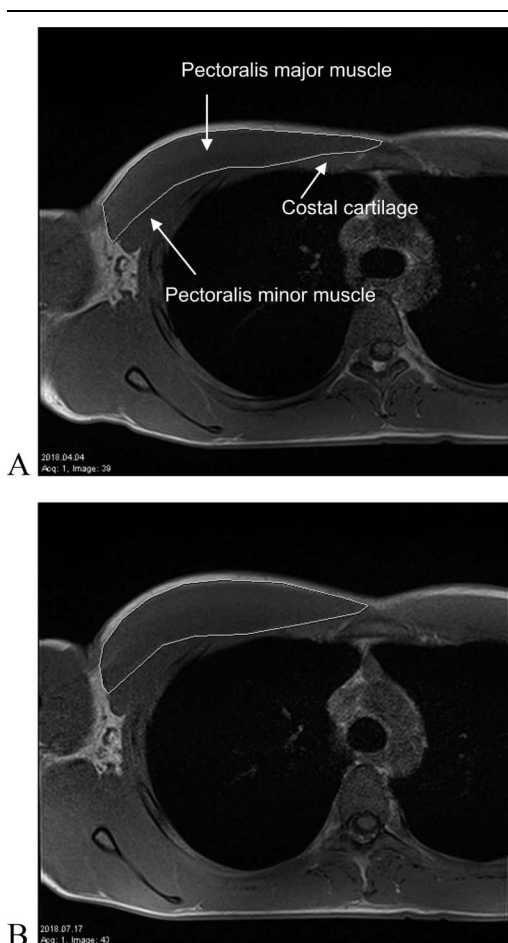 Pectoralis major muscle
Costal cartilage
Pectoralis minor muscle
A
2018.04.04
Acq: 1, Image: 39
B
2018.07.17
Acq: 1, Image: 43